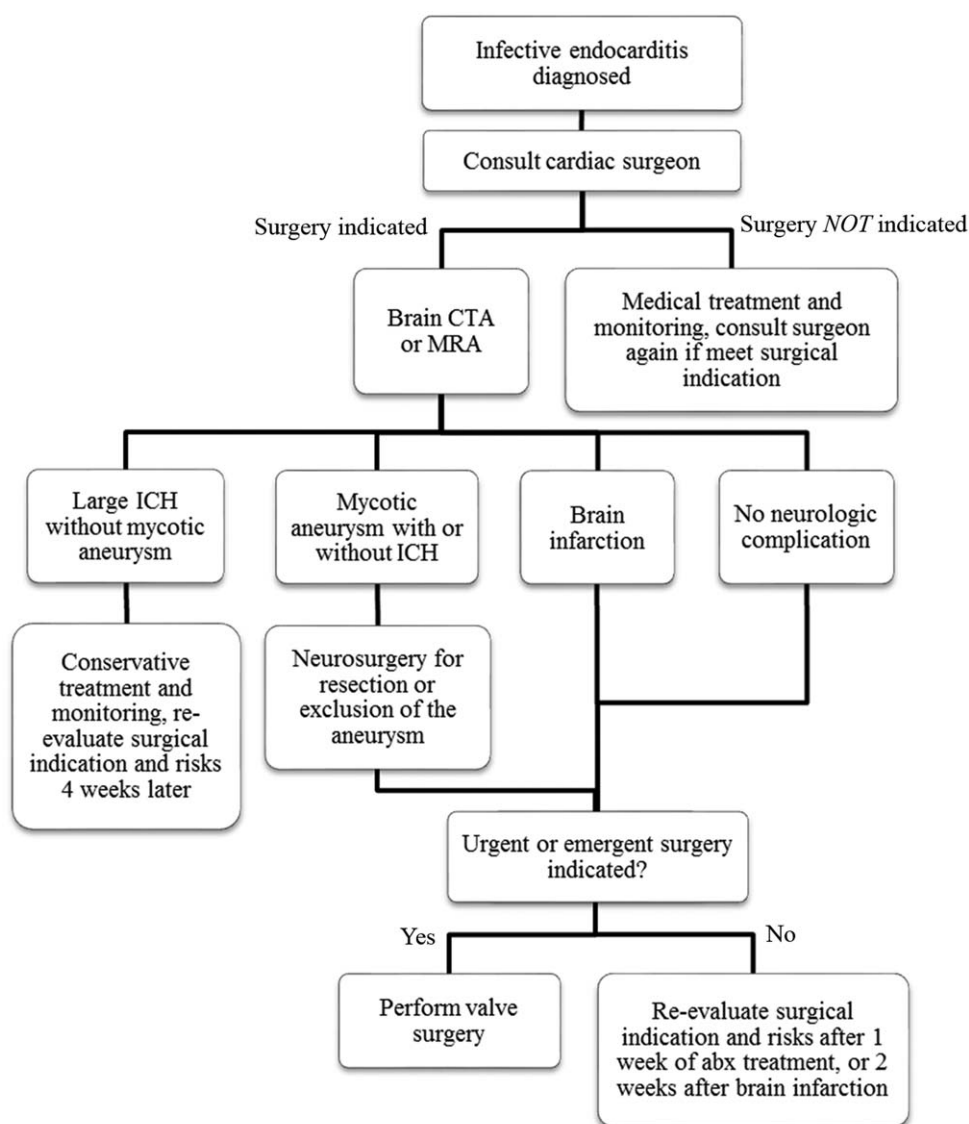 Infective endocarditis
diagnosed
Consult cardiac surgeon
Surgery indicated
Surgery NOT indicated
Brain CTA
or MRA
Medical treatment and
monitoring, consult surgeon
again if meet surgical
indication
Large ICH
without mycotic
aneurysm
Mycotic
aneurysm with or
without ICH
Brain
infarction
No neurologic
complication
Conservative
treatment and
monitoring, re-
evaluate surgical
indication and risks
4 weeks later
Neurosurgery for
resection or
exclusion of the
aneurysm
Urgent or emergent surgery
indicated?
Yes
No
Perform valve
surgery
Re-evaluate surgical
indication and risks after 1
week of abx treatment, or 2
weeks after brain infarction